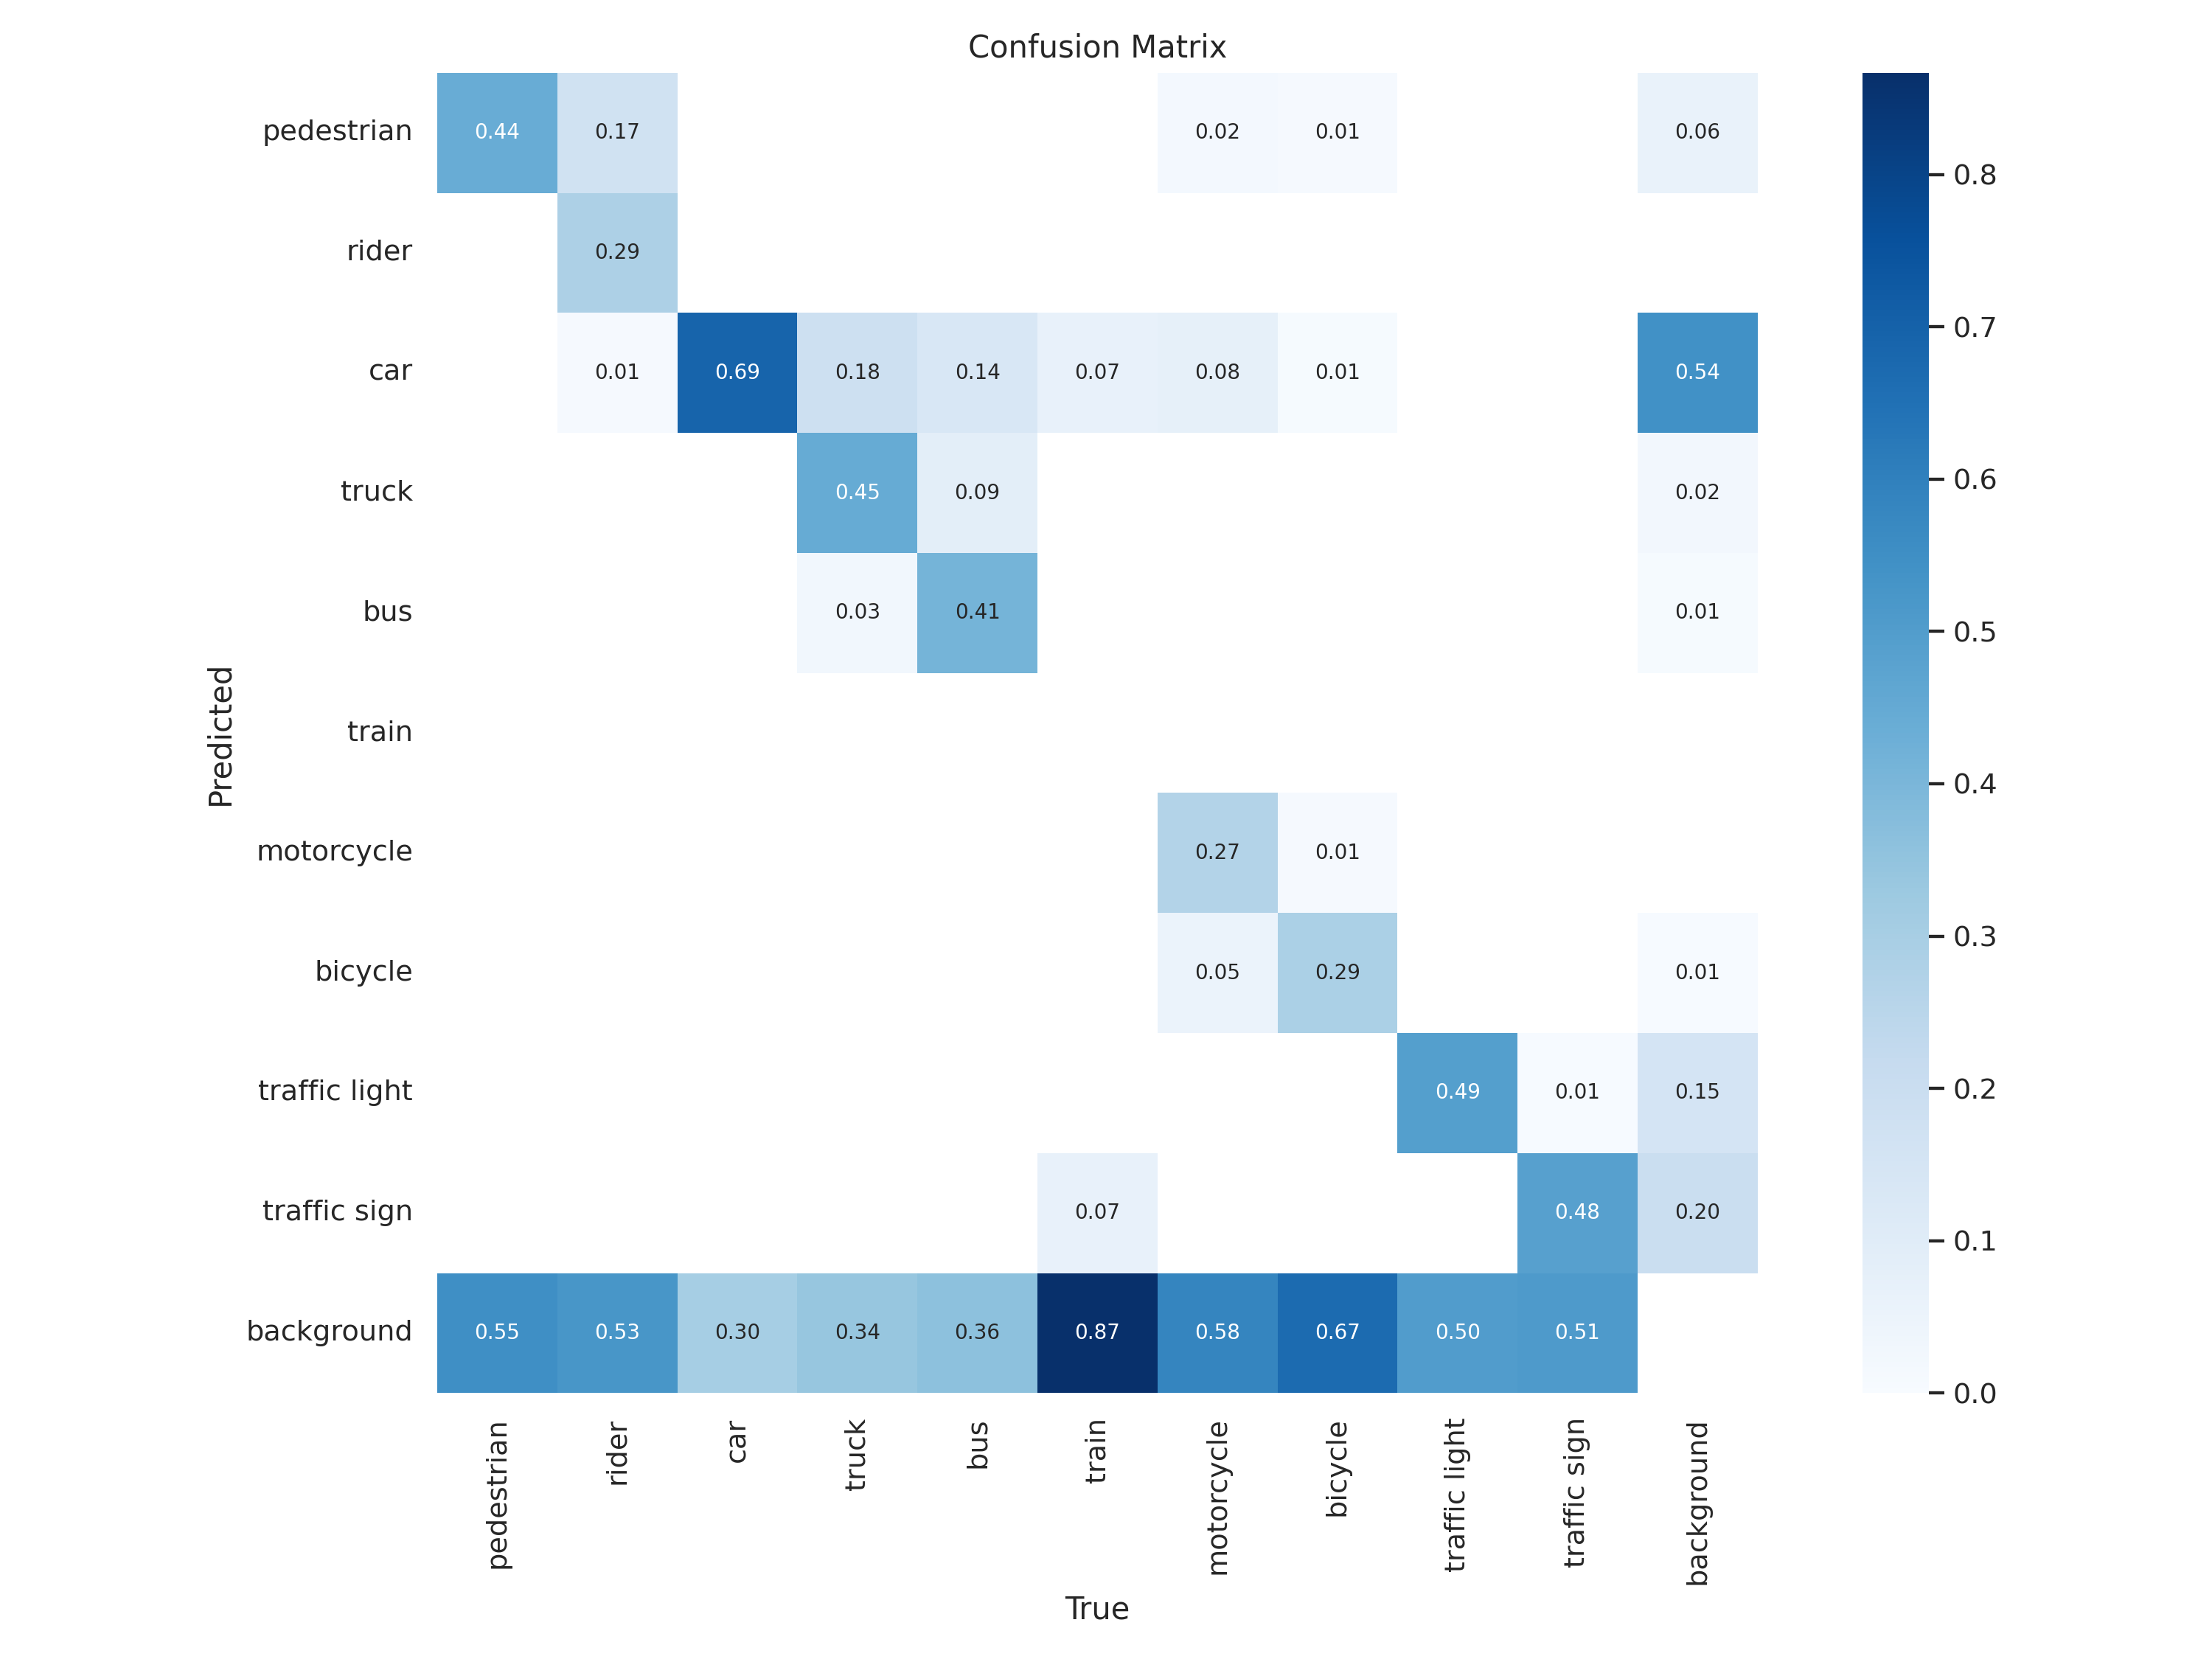 Confusion Matrix
pedestrian 0.44 0.17 0.02 0.01 0.06
rider 0.29
car 0.01 0.69 0.18 0.14 0.07 0.08 0.01 0.54
truck 0.45 0.09 0.02
bus 0.03 0.41 0.01
train
motorcycle 0.27 0.01
bicycle 0.05 0.29 0.01
traffic light 0.49 0.01 0.15
traffic sign 0.07 0.48 0.20
background 0.55 0.53 0.30 0.34 0.36 0.87 0.58 0.67 0.50 0.51
Predicted
pedestrian
rider
car
truck
bus
train
motorcycle
bicycle
traffic light
traffic sign
background
True
0.8
0.7
0.6
0.5
0.4
0.3
0.2
0.1
0.0